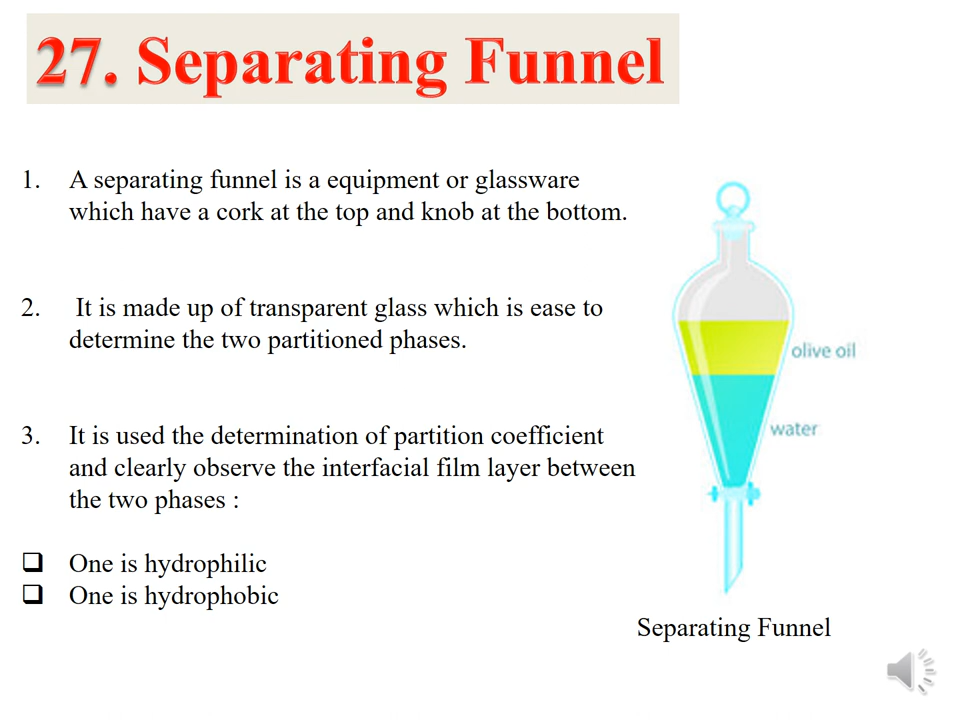 27. Separating Funnel
1. A separating funnel is a equipment or glassware
which have a cork at the top and knob at the bottom.
2. It is made up of transparent glass which is ease to
determine the two partitioned phases.
3. It is used the determination of partition coefficient
and clearly observe the interfacial film layer between
the two phases :
❑ One is hydrophilic
❑ One is hydrophobic
olive oil
water
Separating Funnel